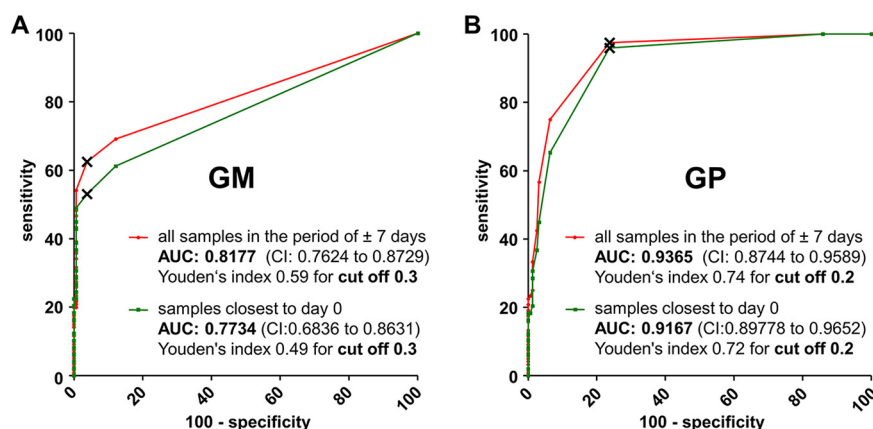 A
100
80
60
40
20
0
sensitivity
GM
all samples in the period of ± 7 days
AUC: 0.8177 (CI: 0.7624 to 0.8729)
Youden‘s index 0.59 for cut off 0.3
samples closest to day 0
AUC: 0.7734 (CI:0.6836 to 0.8631)
Youden's index 0.49 for cut off 0.3
0
20
40
60
80
100
100 - specificity
B
100
80
60
40
20
0
sensitivity
GP
all samples in the period of ± 7 days
AUC: 0.9365 (CI: 0.8744 to 0.9589)
Youden‘s index 0.74 for cut off 0.2
samples closest to day 0
AUC: 0.9167 (CI:0.89778 to 0.9652)
Youden's index 0.72 for cut off 0.2
0
20
40
60
80
100
100 - specificity